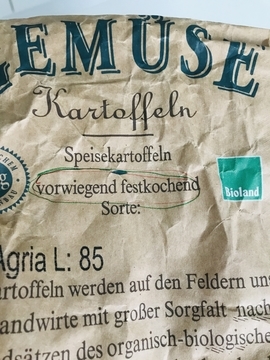 GEMÜSE
Kartoffeln
Speisekartoffeln
vorwiegend festkochend
Sorte:
Bioland
Agria L: 85
artoffeln werden auf den Feldern uns
andwirte mit großer Sorgfalt nach
dsätzen des organisch-biologische